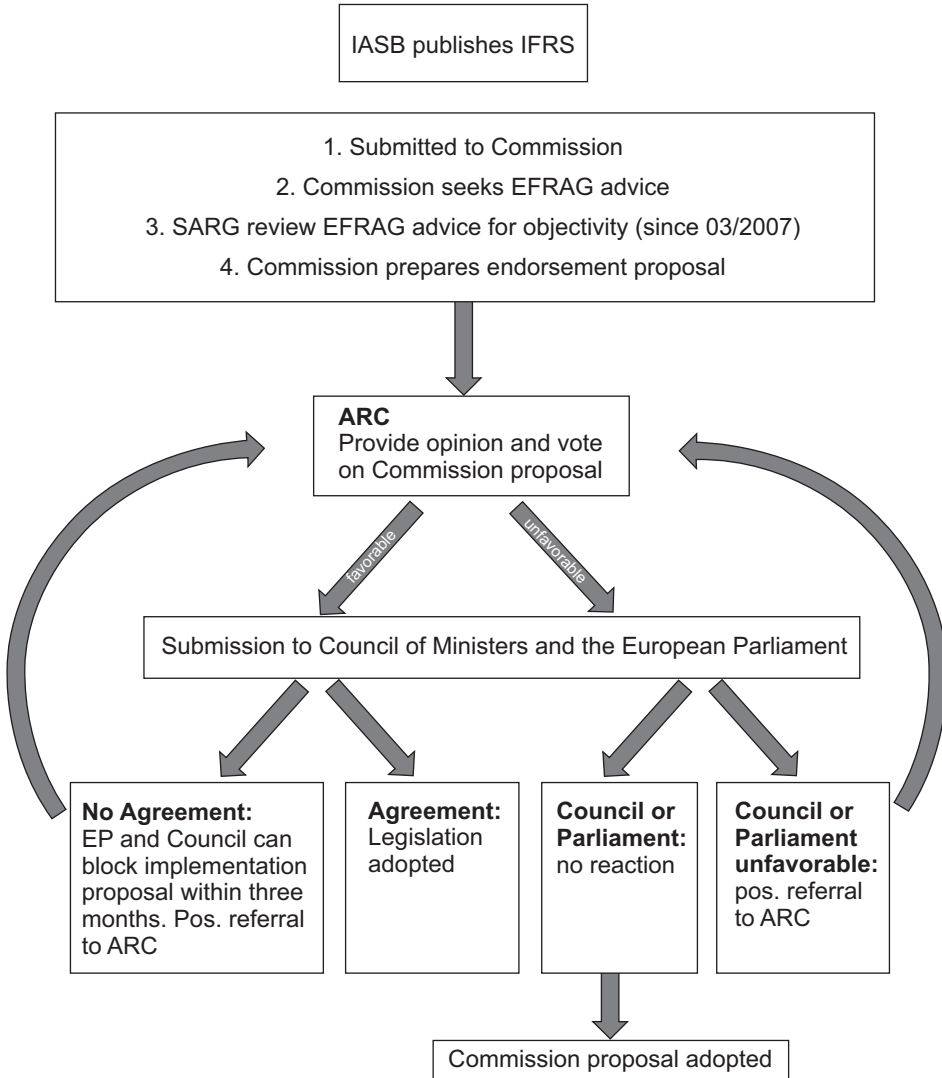 IASB publishes IFRS
1. Submitted to Commission
2. Commission seeks EFRAG advice
3. SARG review EFRAG advice for objectivity (since 03/2007)
4. Commission prepares endorsement proposal
ARC
Provide opinion and vote
on Commission proposal
favorable
unfavorable
Submission to Council of Ministers and the European Parliament
No Agreement:
EP and Council can
block implementation
proposal within three
months. Pos. referral
to ARC
Agreement:
Legislation
adopted
Council or
Parliament:
no reaction
Council or
Parliament
unfavorable:
pos. referral
to ARC
Commission proposal adopted